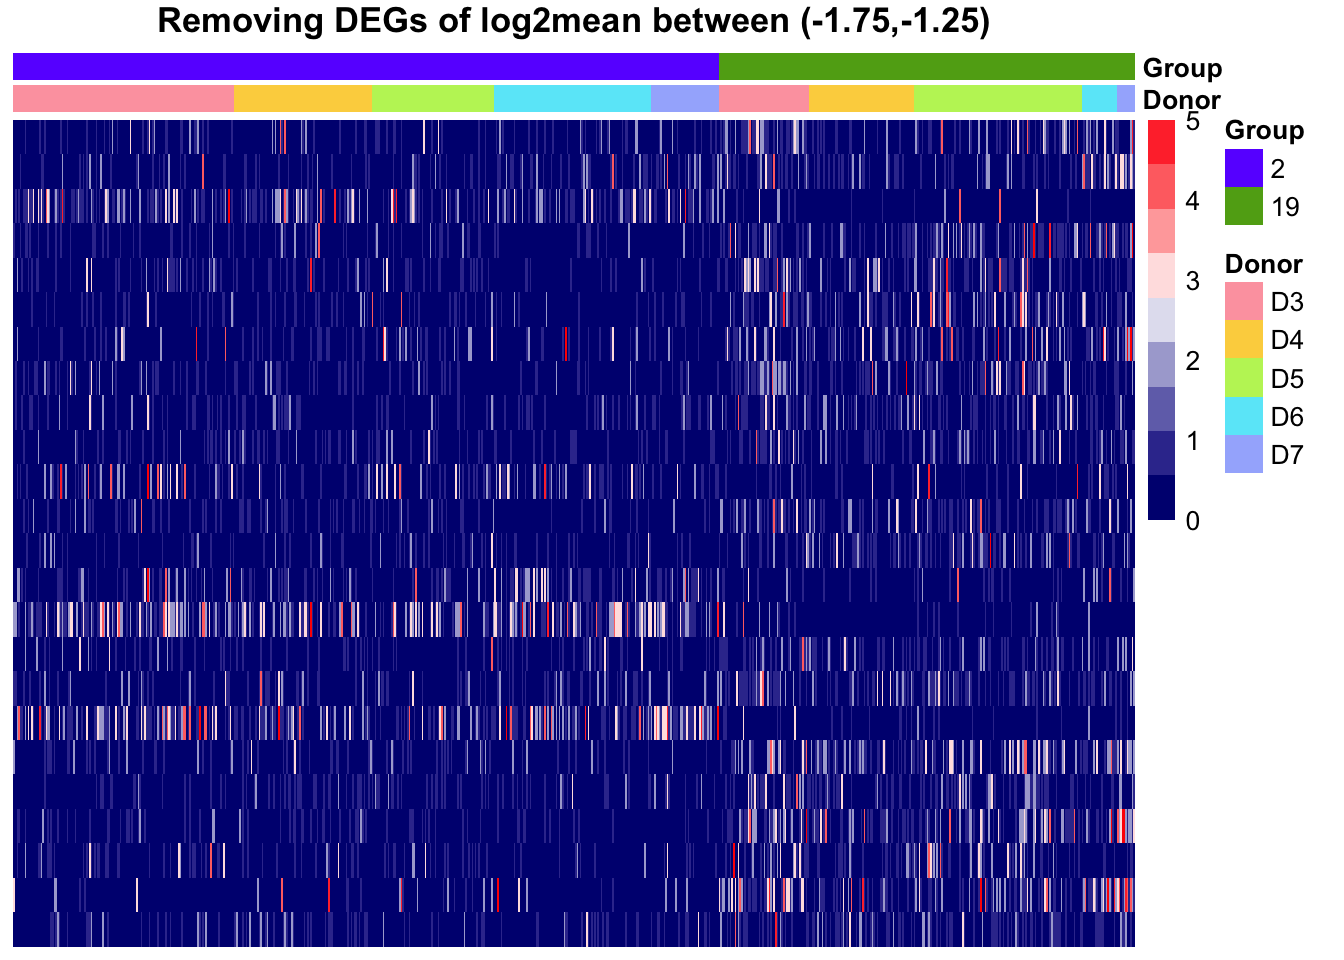 Removing DEGs of log2mean between (-1.75,-1.25)
Group
Donor
5
4
3
2
1
0
Group
2
19
Donor
D3
D4
D5
D6
D7